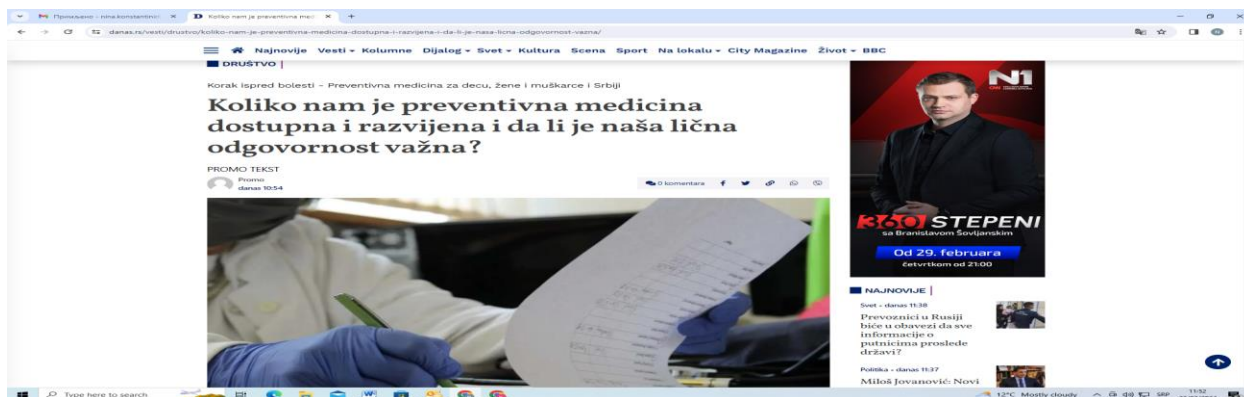 Koliko nam je preventivna med
danas.rs/vesti/drustvo/koliko-nam-je-preventivna-medicina-dostupna-i-razvijena-i-da-li-je-nasa-licna-odgovornost-vazna/
Najnovije Vesti Kolumne Dijalog Svet Kultura Scena Sport Na lokalu City Magazine Život BBC
DRUŠTVO
Korak ispred bolesti - Preventivna medicina za decu, žene i muškarce i Srbiji
Koliko nam je preventivna medicina
dostupna i razvijena i da li je naša lična
odgovornost važna?
PROMO TEKST
Promo
danas 10:54
0 komentara
N1
360 STEPENI
sa Branislavom Šovljanskim
Od 29. februara
četvrtkom od 21:00
NAJNOVIJE
Svet - danas 11:38
Prevoznici u Rusiji
biće u obavezi da sve
informacije o
putnicima proslede
državi?
Politika - danas 11:37
Miloš Jovanović: Novi
Type here to search
12°C Mostly cloudy
SRP
11:52